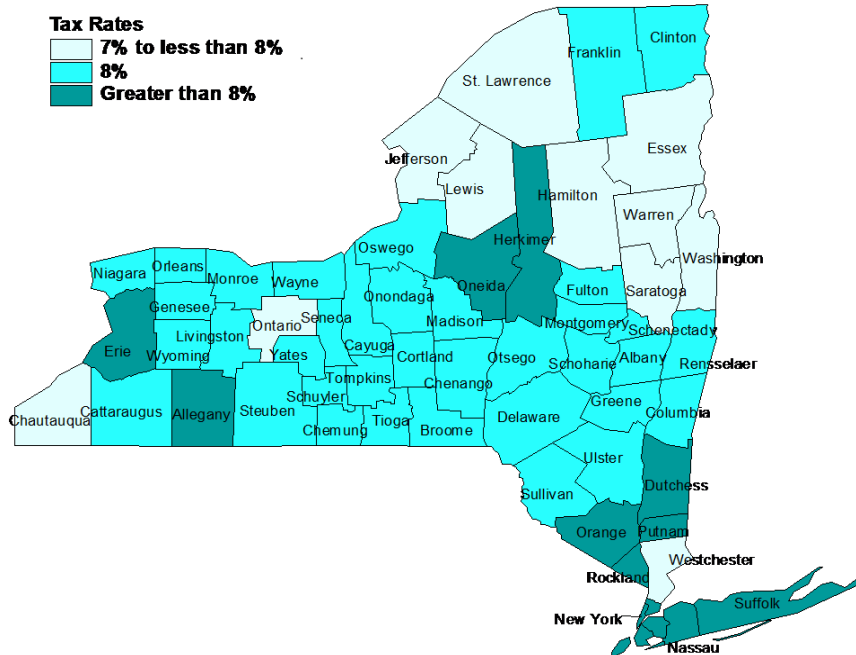 Tax Rates
7% to less than 8%
8%
Greater than 8%
Clinton
Franklin
St. Lawrence
Essex
Jefferson
Lewis
Hamilton
Warren
Herkimer
Oswego
Washington
Niagara
Orleans
Monroe
Wayne
Oneida
Fulton
Saratoga
Onondaga
Genesee
Seneca
Ontario
Madison
Montgomery
Schenectady
Livingston
Erie
Wyoming
Yates
Cayuga
Cortland
Otsego
Schoharie
Albany
Rensselaer
Tompkins
Chenango
Schuyler
Greene
Columbia
Chautauqua
Cattaraugus
Allegany
Steuben
Chemung
Tioga
Broome
Delaware
Ulster
Sullivan
Dutchess
Orange
Putnam
Westchester
Rockland
Suffolk
New York
Nassau